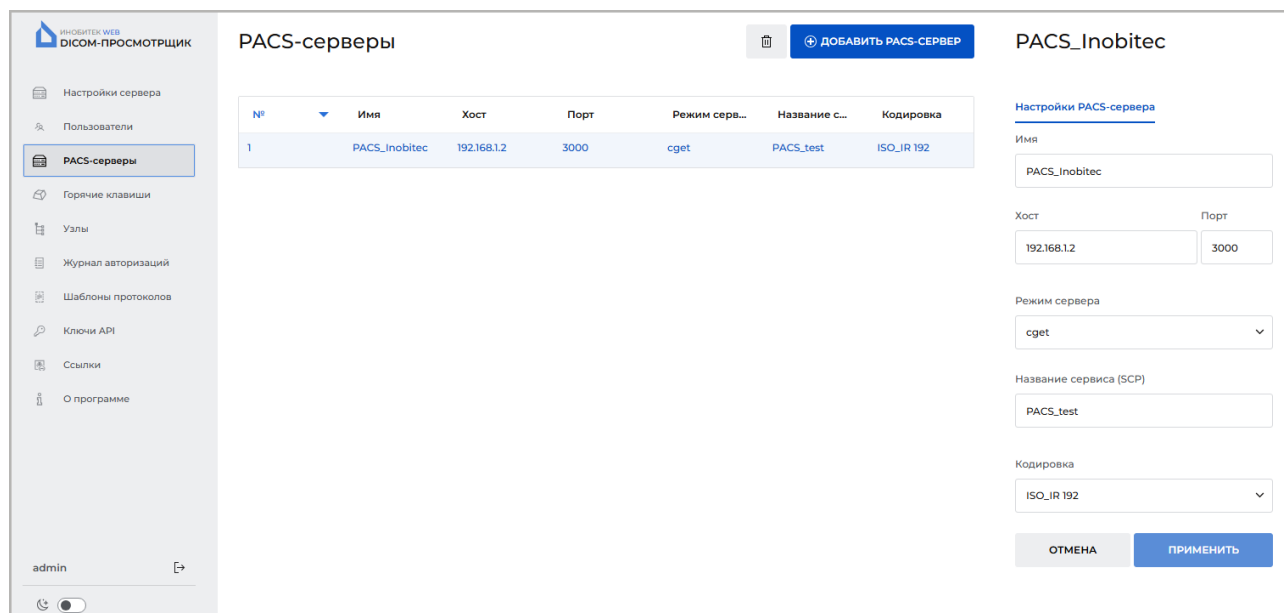 ИНОБИТЕК WEB
DICOM-ПРОСМОТРЩИК
Настройки сервера
Пользователи
PACS-серверы
Горячие клавиши
Узлы
Журнал авторизаций
Шаблоны протоколов
Ключи API
Ссылки
О программе
admin
PACS-серверы
ДОБАВИТЬ PACS-СЕРВЕР
№ Имя Хост Порт Режим серв... Название с... Кодировка
1 PACS_Inobitec 192.168.1.2 3000 cget PACS_test ISO_IR 192
PACS_Inobitec
Настройки PACS-сервера
Имя
PACS_Inobitec
Хост Порт
192.168.1.2 3000
Режим сервера
cget
Название сервиса (SCP)
PACS_test
Кодировка
ISO_IR 192
ОТМЕНА ПРИМЕНИТЬ